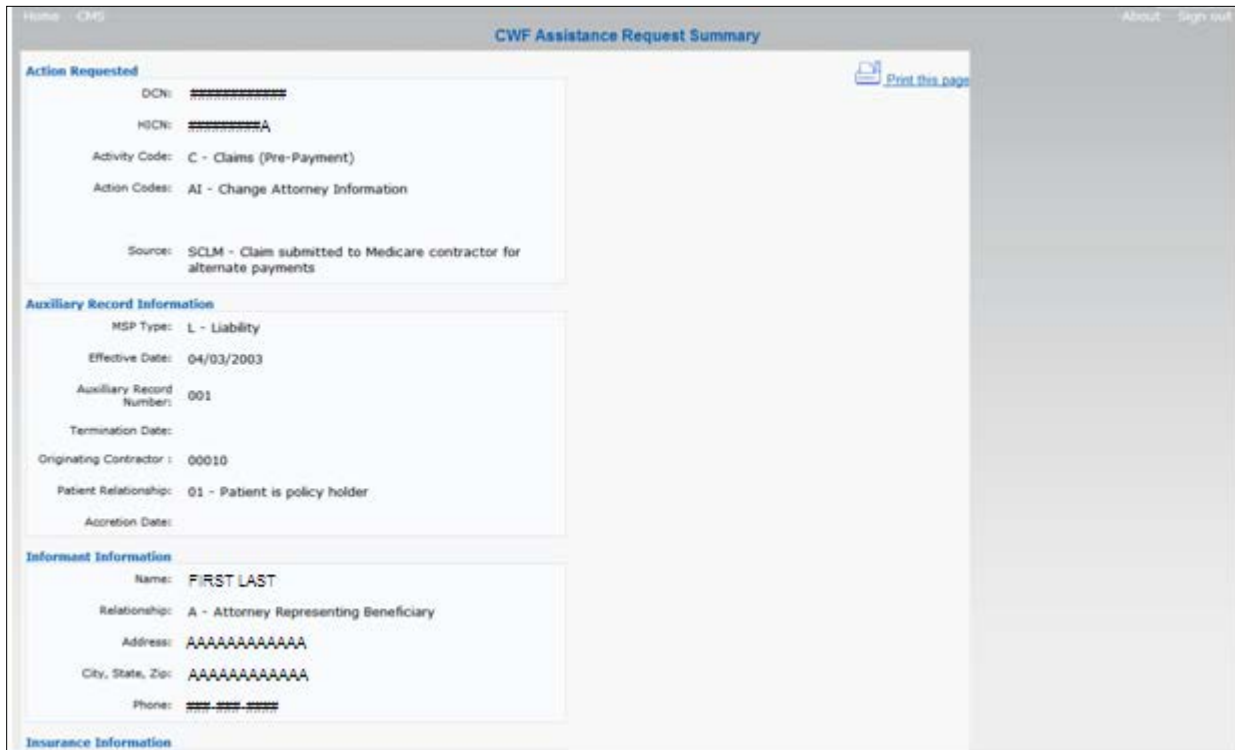 Home CMS About Sign out
CWF Assistance Request Summary
Action Requested
Print this page
DCN: ############
HICN: #########A
Activity Code: C - Claims (Pre-Payment)
Action Codes: AI - Change Attorney Information
Source: SCLM - Claim submitted to Medicare contractor for
alternate payments
Auxiliary Record Information
MSP Type: L - Liability
Effective Date: 04/03/2003
Auxilliary Record
Number: 001
Termination Date:
Originating Contractor : 00010
Patient Relationship: 01 - Patient is policy holder
Accretion Date:
Informant Information
Name: FIRST LAST
Relationship: A - Attorney Representing Beneficiary
Address: AAAAAAAAAAAA
City, State, Zip: AAAAAAAAAAAA
Phone: ###-###-####
Insurance Information